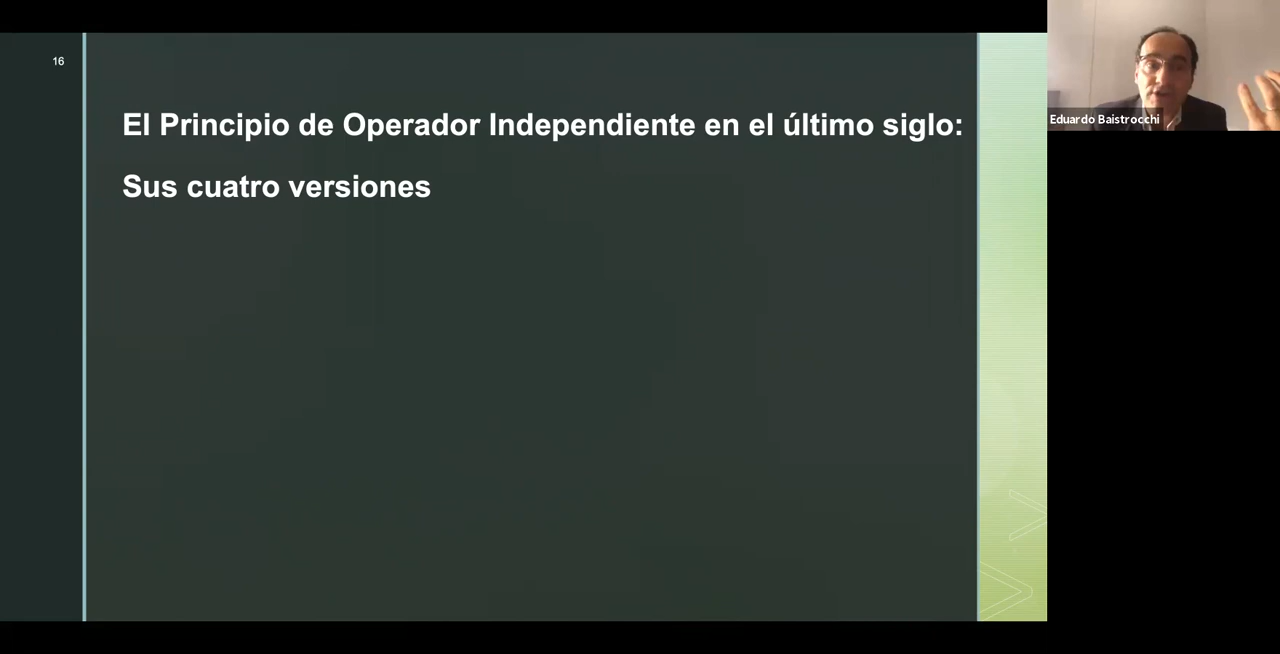 16
El Principio de Operador Independiente en el último siglo:
Sus cuatro versiones
Eduardo Baistrocchi